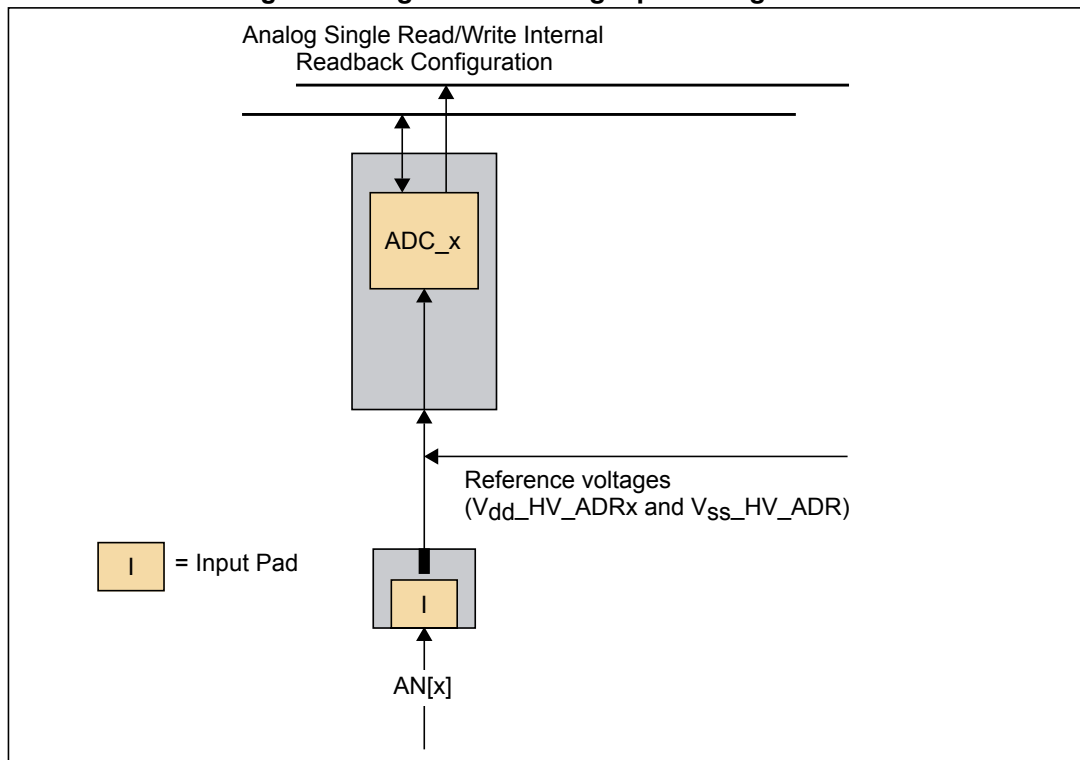 Analog Single Read/Write Internal
Readback Configuration
ADC_x
Reference voltages
(Vdd_HV_ADRx and Vss_HV_ADR)
I = Input Pad
I
AN[x]